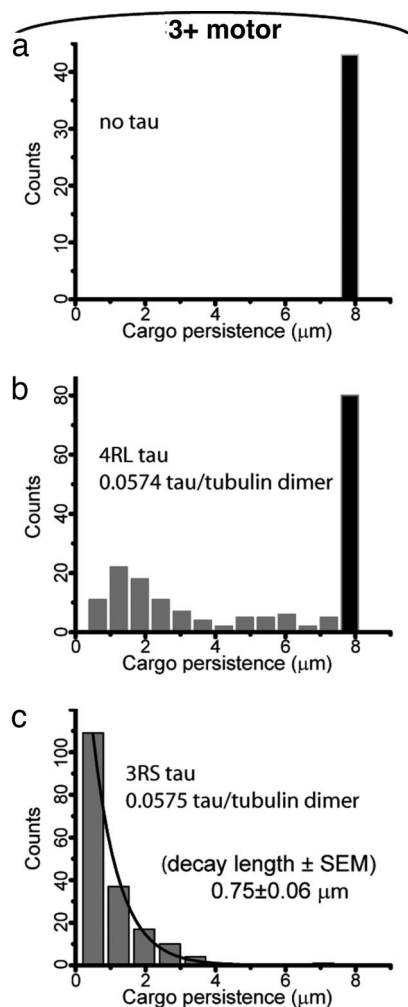 3+ motor
a
no tau
Counts
40
30
20
10
0
0 2 4 6 8
Cargo persistence (μm)
b
4RL tau
0.0574 tau/tubulin dimer
Counts
80
60
40
20
0
0 2 4 6 8
Cargo persistence (μm)
c
3RS tau
0.0575 tau/tubulin dimer
(decay length ± SEM)
0.75±0.06 μm
Counts
100
80
60
40
20
0
0 2 4 6 8
Cargo persistence (μm)